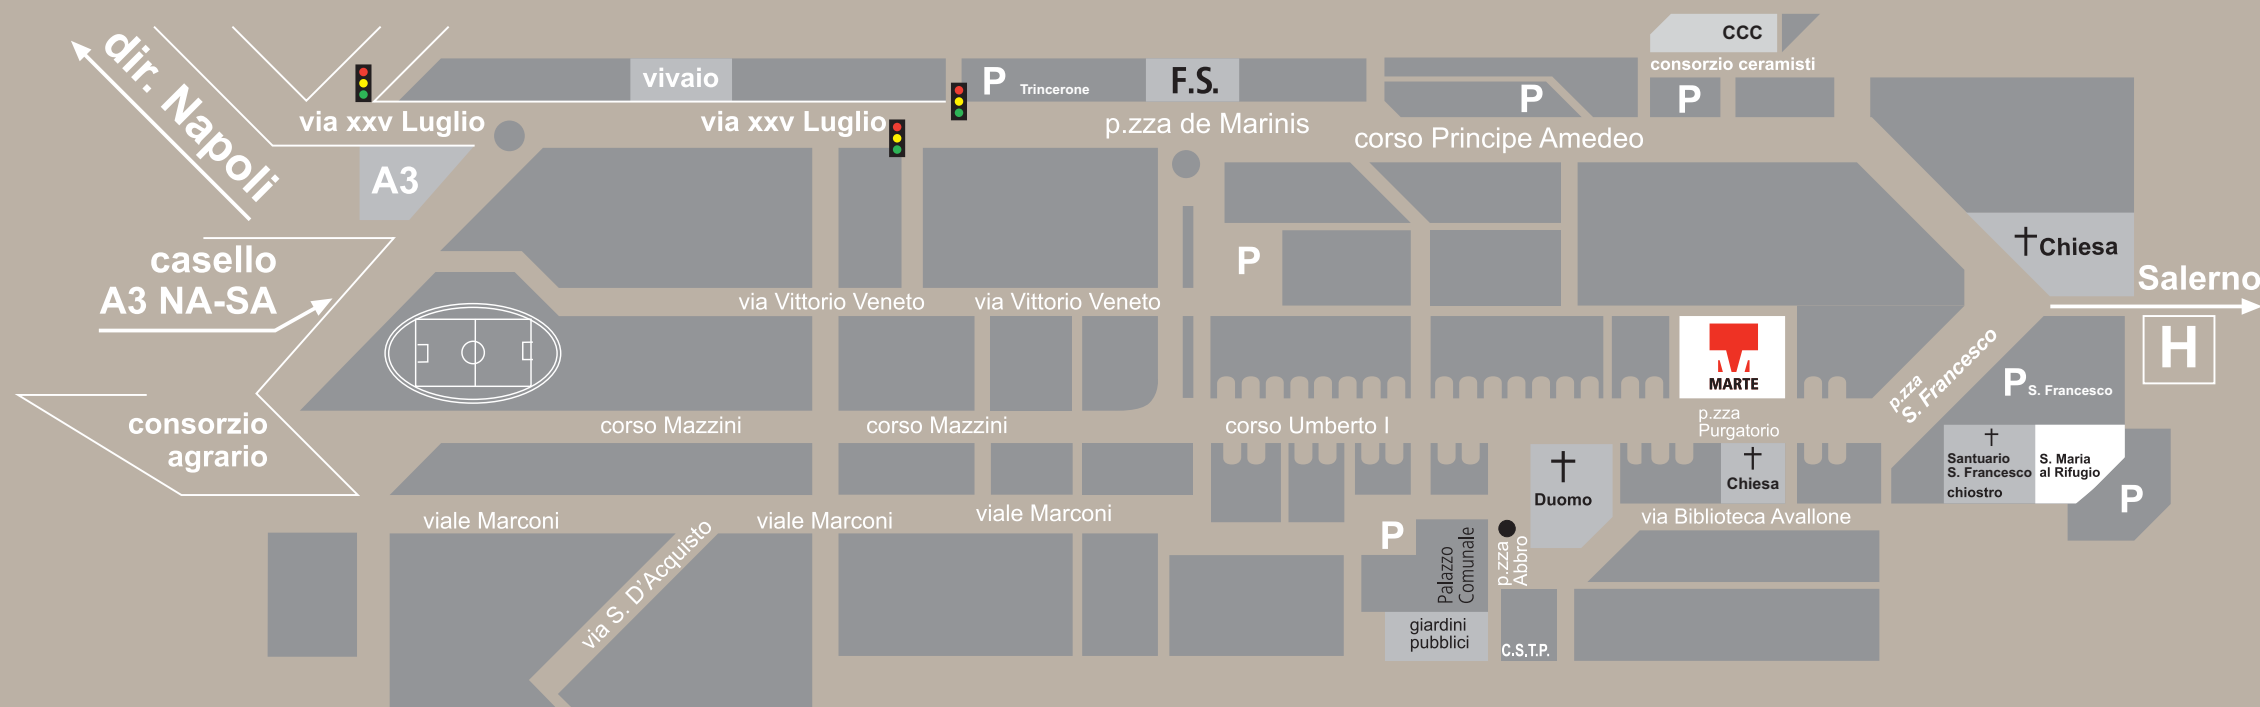 dir. Napoli
via xxv Luglio
vivaio
via xxv Luglio
P Trincerone
F.S.
p.zza de Marinis
corso Principe Amedeo
P
P
CCC
consorzio ceramisti
A3
casello
A3 NA-SA
consorzio
agrario
via Vittorio Veneto
via Vittorio Veneto
P
Chiesa
Salerno
H
MARTE
p.zza
Purgatorio
p.zza
S. Francesco
P S. Francesco
corso Mazzini
corso Mazzini
corso Umberto I
Duomo
Chiesa
Santuario
S. Francesco
chiostro
S. Maria
al Rifugio
P
viale Marconi
viale Marconi
viale Marconi
via S. D'Acquisto
P
Palazzo
Comunale
p.zza
Abbro
via Biblioteca Avallone
giardini
pubblici
C.S.T.P.